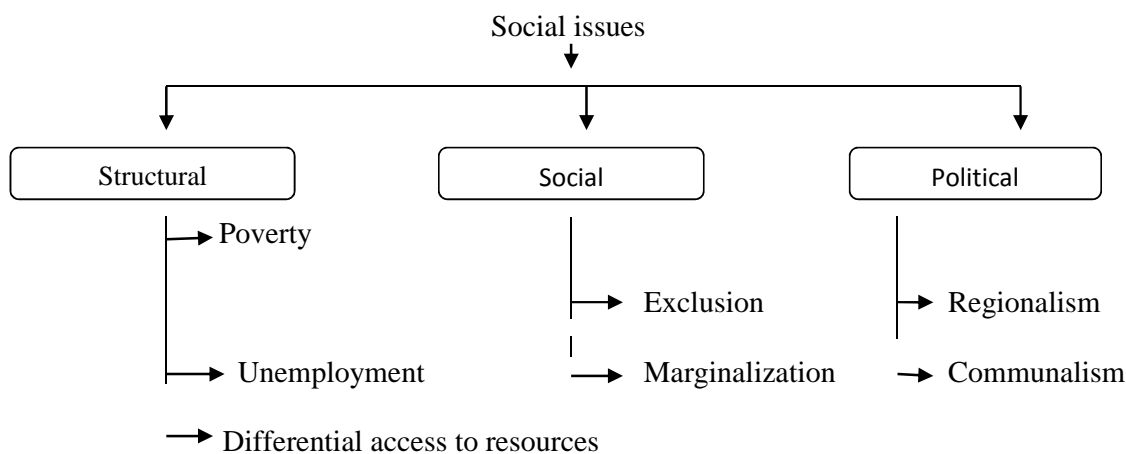 Social issues
Structural
Social
Political
Poverty
Exclusion
Regionalism
Unemployment
Marginalization
Communalism
Differential access to resources